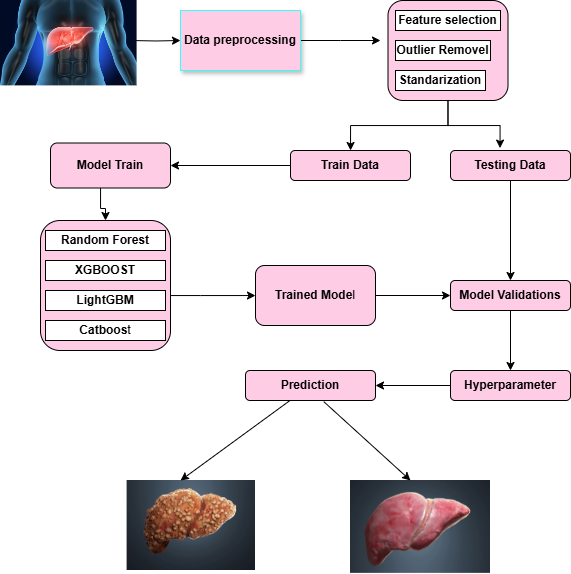 Data preprocessing
Feature selection
Outlier Removel
Standarization
Model Train
Train Data
Testing Data
Random Forest
XGBOOST
LightGBM
Catboost
Trained Model
Model Validations
Prediction
Hyperparameter